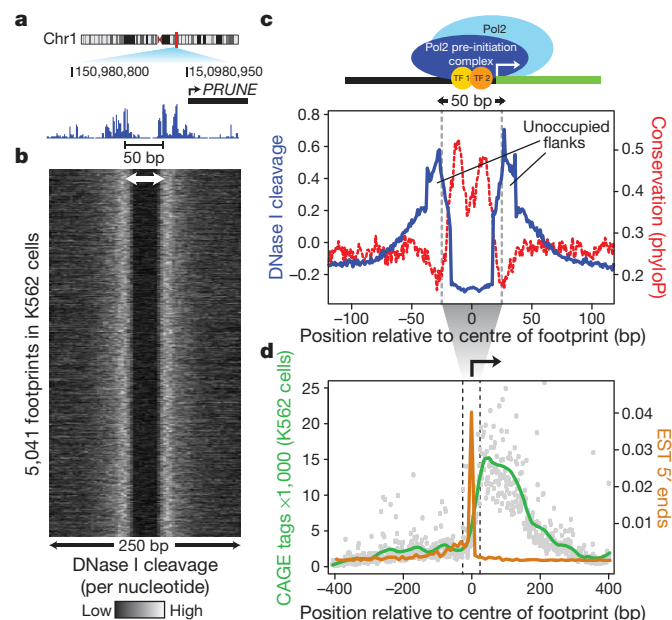 a
Chr1
150,980,800
15,0980,950
PRUNE
50 bp
b
5,041 footprints in K562 cells
250 bp
DNase I cleavage
(per nucleotide)
Low
High
c
Pol2
Pol2 pre-initiation
complex
TF 1
TF 2
50 bp
Unoccupied
flanks
DNase I cleavage
0.8
0.6
0.4
0.2
0.0
−0.2
Conservation (phyloP)
0.5
0.4
0.3
0.2
−100
−50
0
50
100
Position relative to centre of footprint (bp)
d
CAGE tags ×1,000 (K562 cells)
25
20
15
10
5
0
EST 5′ ends
0.04
0.03
0.02
0.01
−400
−200
0
200
400
Position relative to centre of footprint (bp)